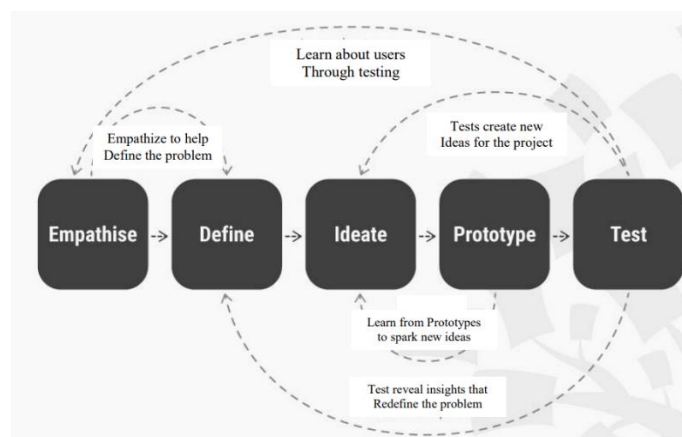 Learn about users
Through testing
Empathize to help
Define the problem
Tests create new
Ideas for the project
Empathise
Define
Ideate
Prototype
Test
Learn from Prototypes
to spark new ideas
Test reveal insights that
Redefine the problem